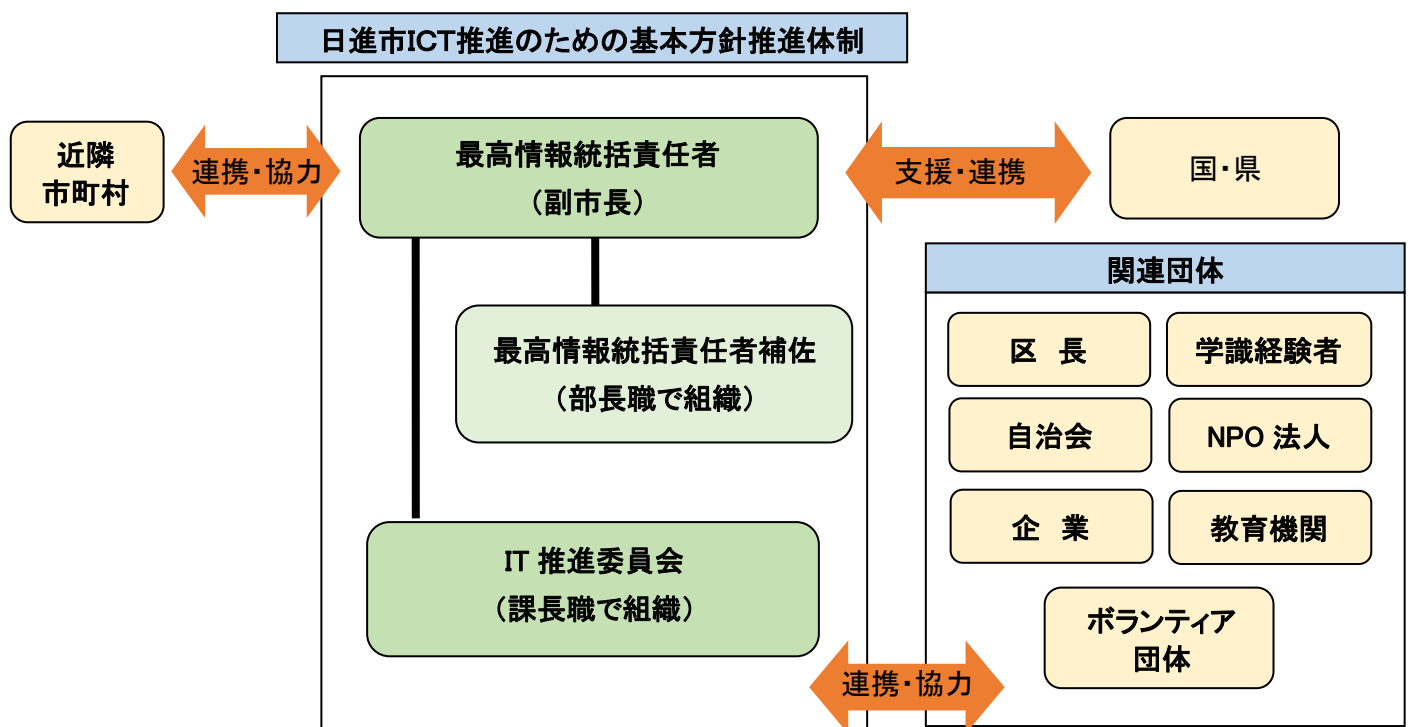 日進市ICT推進のための基本方針推進体制
近隣
市町村
連携・協力
最高情報統括責任者
（副市長）
支援・連携
国・県
最高情報統括責任者補佐
（部長職で組織）
IT 推進委員会
（課長職で組織）
連携・協力
関連団体
区　長
学識経験者
自治会
NPO 法人
企　業
教育機関
ボランティア
団体